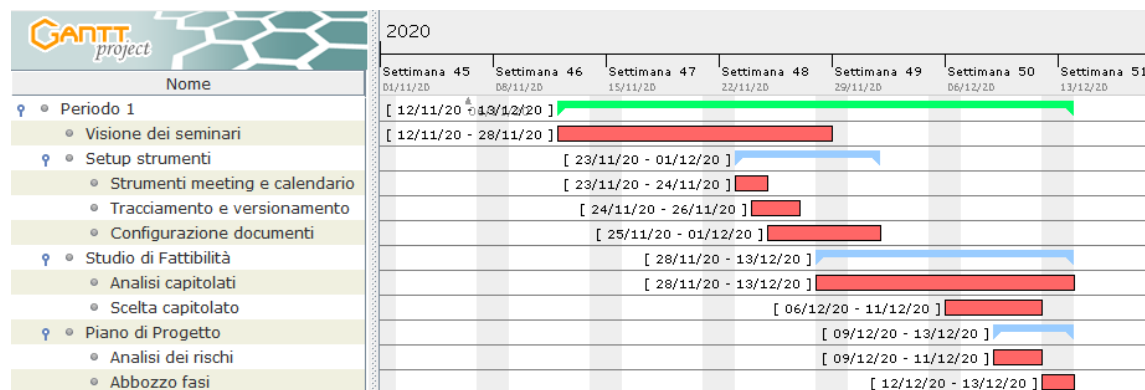 GANTT
project
2020
Settimana 45 Settimana 46 Settimana 47 Settimana 48 Settimana 49 Settimana 50 Settimana 51
01/11/20 08/11/20 15/11/20 22/11/20 29/11/20 06/12/20 13/12/20
Nome
Periodo 1 [ 12/11/20 - 13/12/20 ]
Visione dei seminari [ 12/11/20 - 28/11/20 ]
Setup strumenti [ 23/11/20 - 01/12/20 ]
Strumenti meeting e calendario [ 23/11/20 - 24/11/20 ]
Tracciamento e versionamento [ 24/11/20 - 26/11/20 ]
Configurazione documenti [ 25/11/20 - 01/12/20 ]
Studio di Fattibilità [ 28/11/20 - 13/12/20 ]
Analisi capitolati [ 28/11/20 - 13/12/20 ]
Scelta capitolato [ 06/12/20 - 11/12/20 ]
Piano di Progetto [ 09/12/20 - 13/12/20 ]
Analisi dei rischi [ 09/12/20 - 11/12/20 ]
Abbozzo fasi [ 12/12/20 - 13/12/20 ]